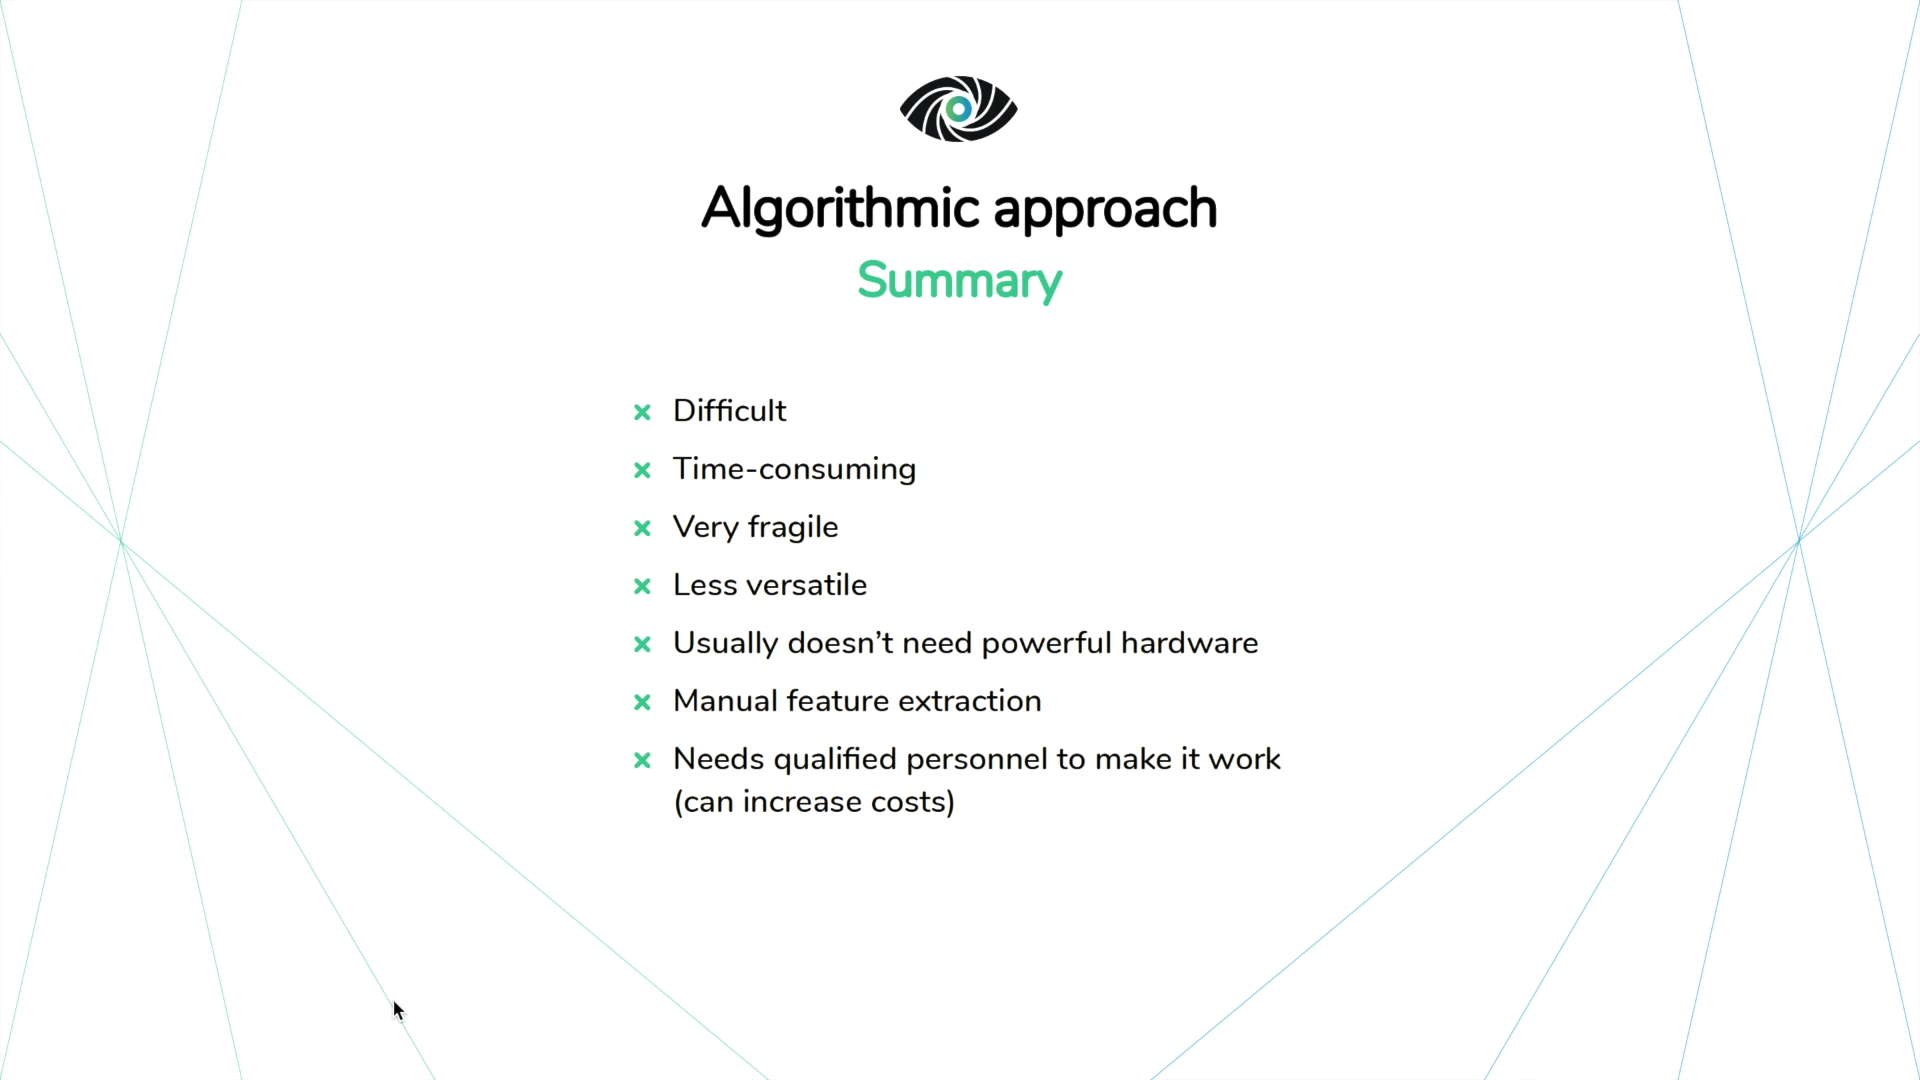 Algorithmic approach
Summary
Difficult
Time-consuming
Very fragile
Less versatile
Usually doesn’t need powerful hardware
Manual feature extraction
Needs qualified personnel to make it work
(can increase costs)